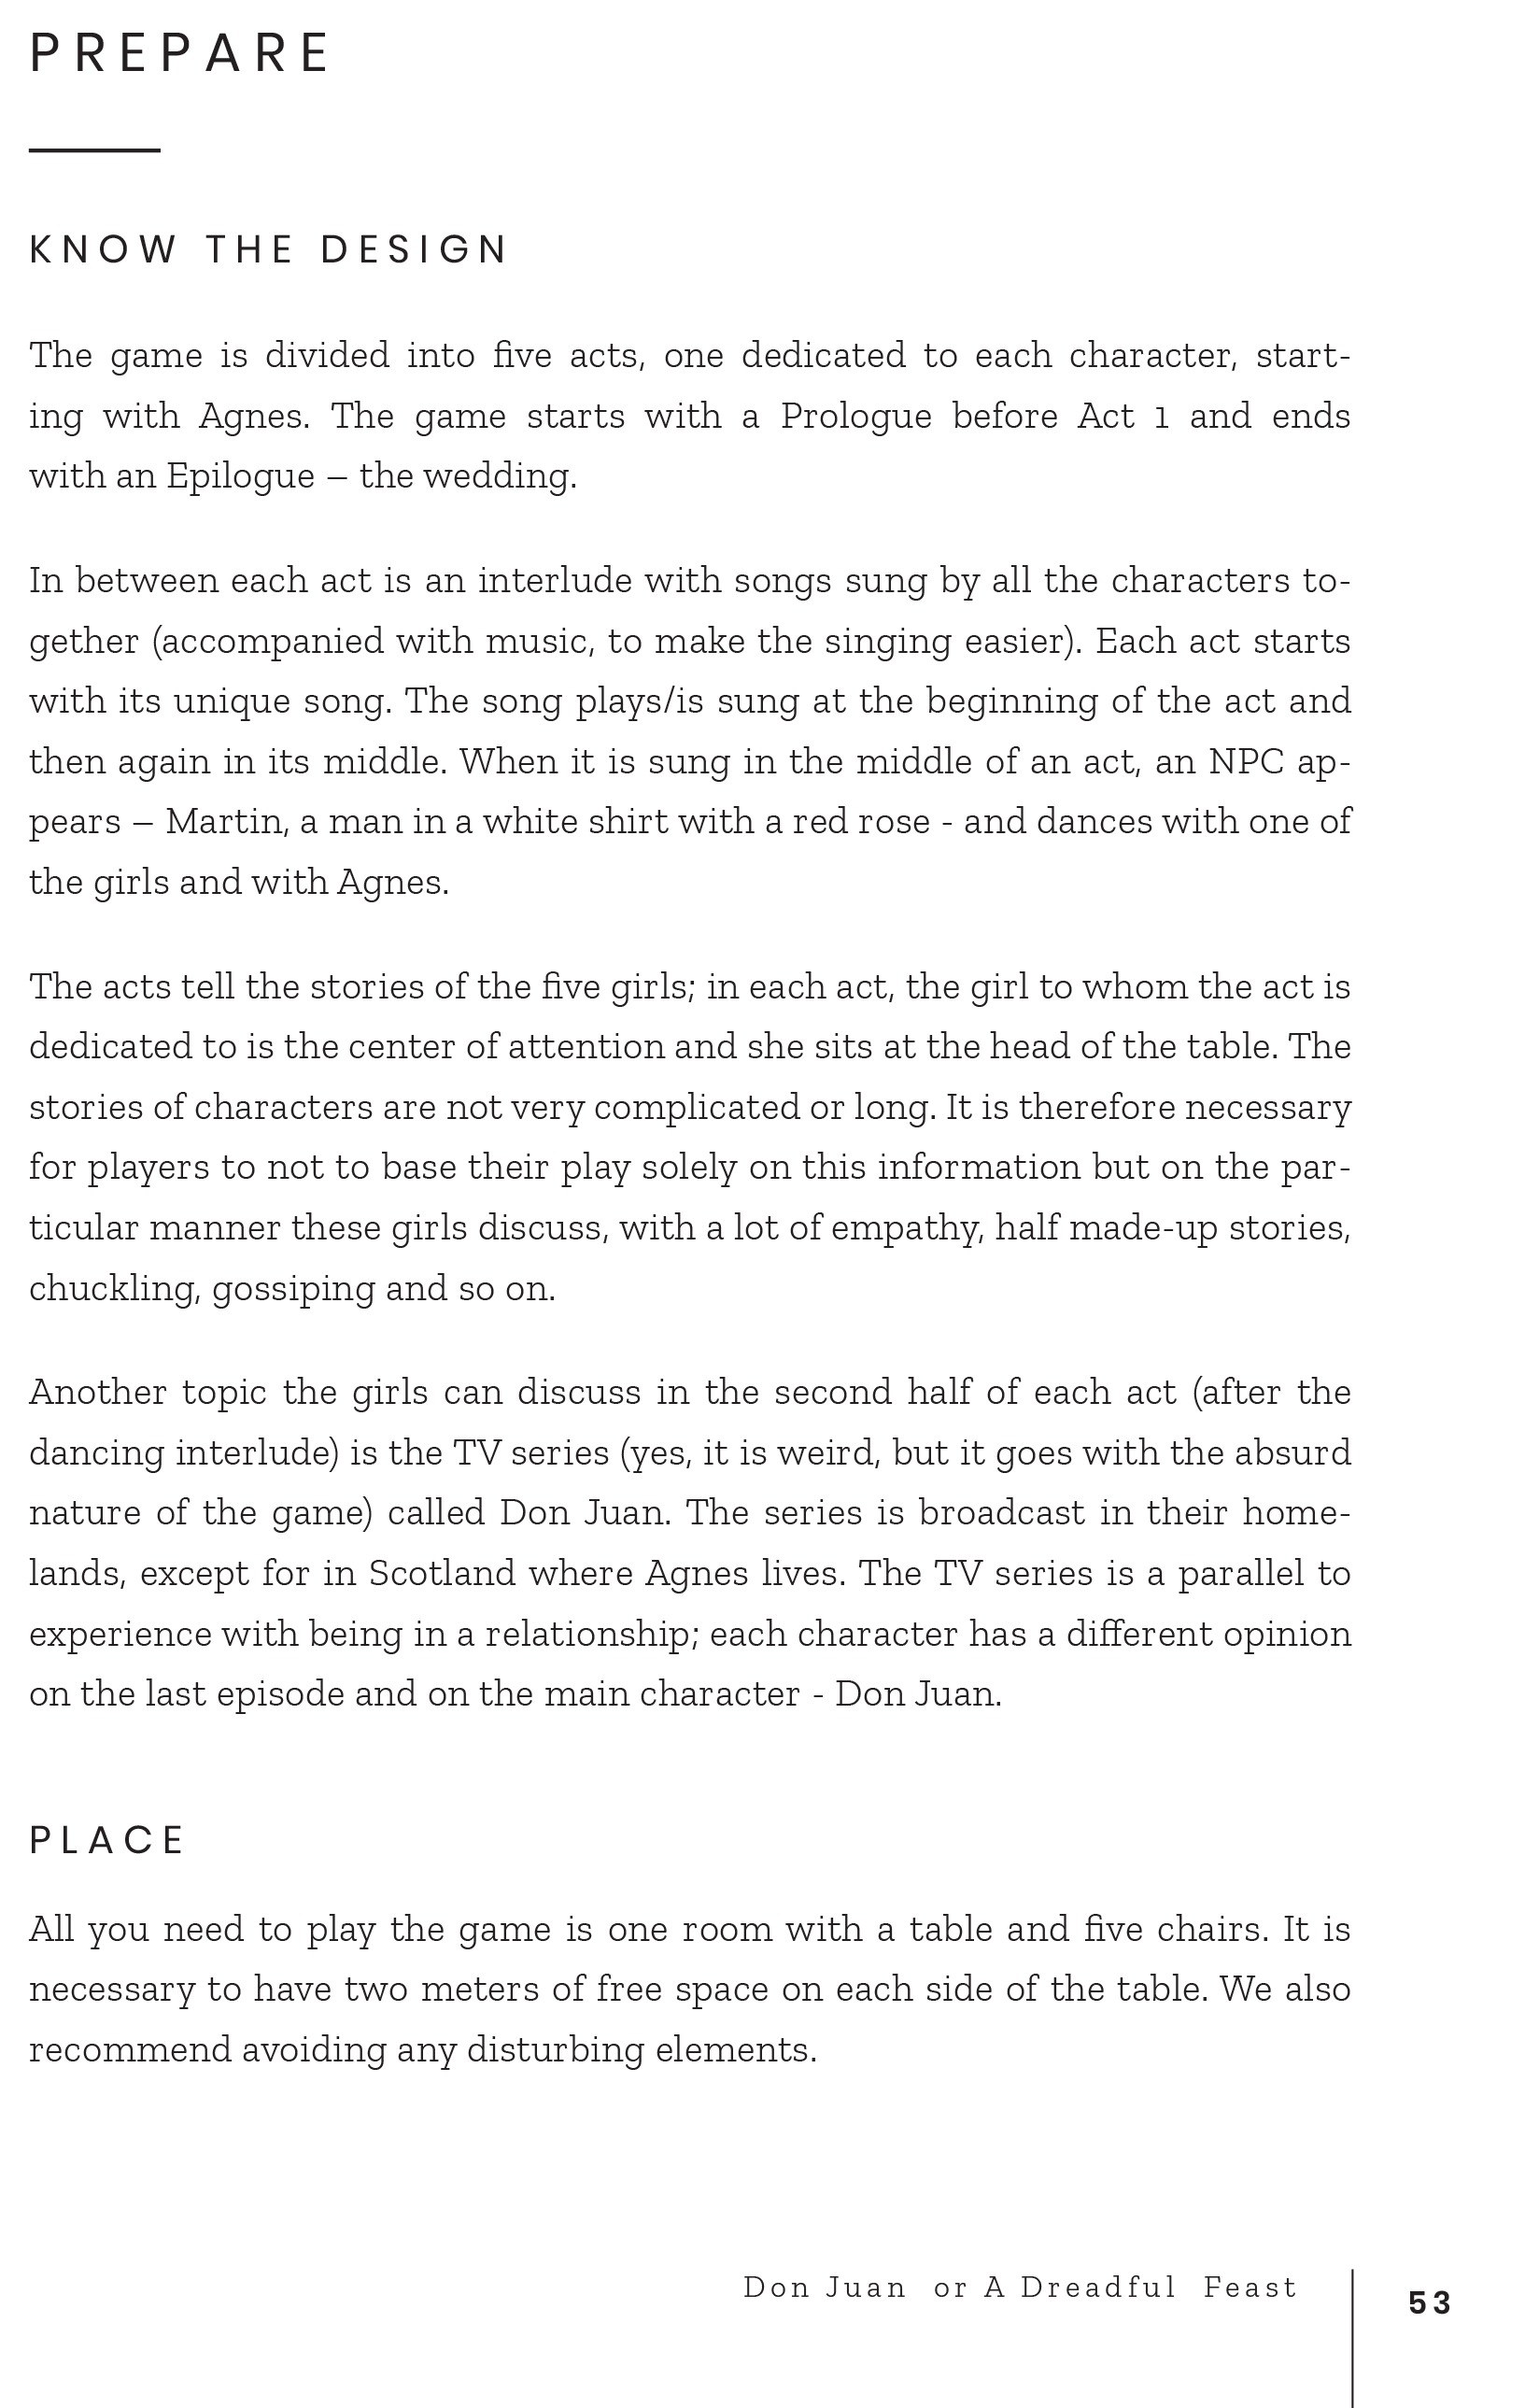 PREPARE
KNOW THE DESIGN
The game is divided into five acts, one dedicated to each character, start-
ing with Agnes. The game starts with a Prologue before Act 1 and ends
with an Epilogue – the wedding.
In between each act is an interlude with songs sung by all the characters to-
gether (accompanied with music, to make the singing easier). Each act starts
with its unique song. The song plays/is sung at the beginning of the act and
then again in its middle. When it is sung in the middle of an act, an NPC ap-
pears – Martin, a man in a white shirt with a red rose - and dances with one of
the girls and with Agnes.
The acts tell the stories of the five girls; in each act, the girl to whom the act is
dedicated to is the center of attention and she sits at the head of the table. The
stories of characters are not very complicated or long. It is therefore necessary
for players to not to base their play solely on this information but on the par-
ticular manner these girls discuss, with a lot of empathy, half made-up stories,
chuckling, gossiping and so on.
Another topic the girls can discuss in the second half of each act (after the
dancing interlude) is the TV series (yes, it is weird, but it goes with the absurd
nature of the game) called Don Juan. The series is broadcast in their home-
lands, except for in Scotland where Agnes lives. The TV series is a parallel to
experience with being in a relationship; each character has a different opinion
on the last episode and on the main character - Don Juan.
PLACE
All you need to play the game is one room with a table and five chairs. It is
necessary to have two meters of free space on each side of the table. We also
recommend avoiding any disturbing elements.
Don Juan or A Dreadful Feast
53